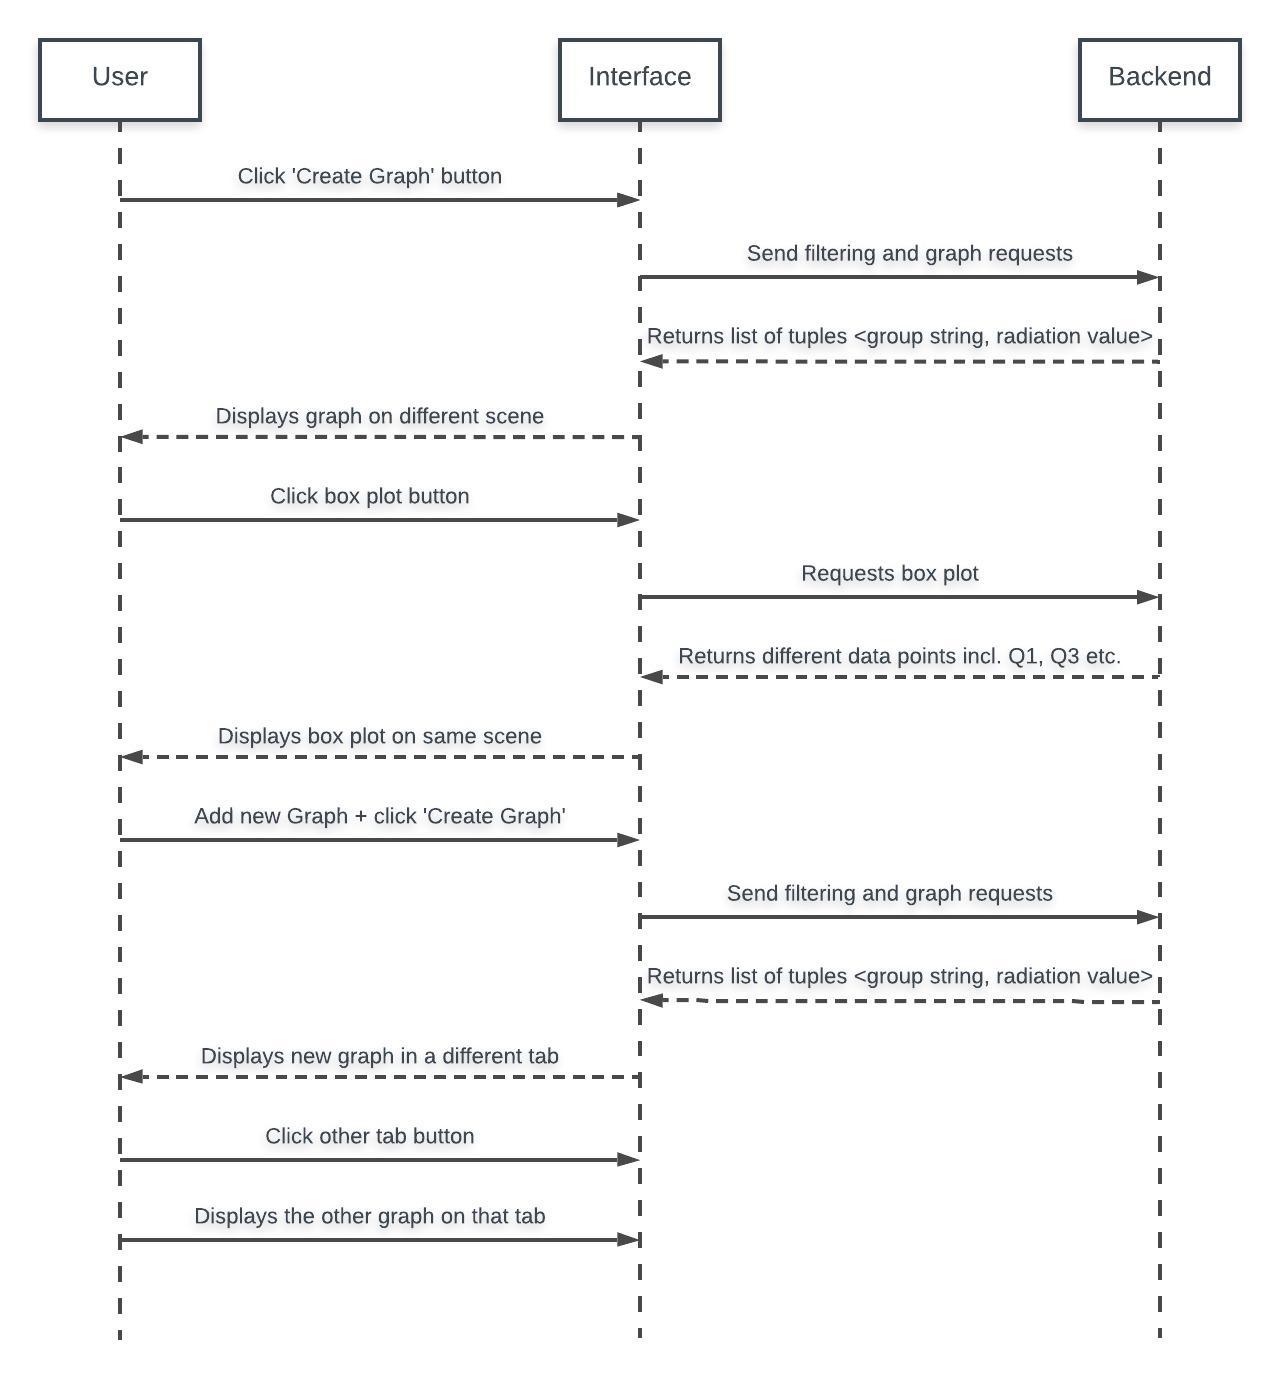 User
Interface
Backend
Click 'Create Graph' button
Send filtering and graph requests
Returns list of tuples <group string, radiation value>
Displays graph on different scene
Click box plot button
Requests box plot
Returns different data points incl. Q1, Q3 etc.
Displays box plot on same scene
Add new Graph + click 'Create Graph'
Send filtering and graph requests
Returns list of tuples <group string, radiation value>
Displays new graph in a different tab
Click other tab button
Displays the other graph on that tab